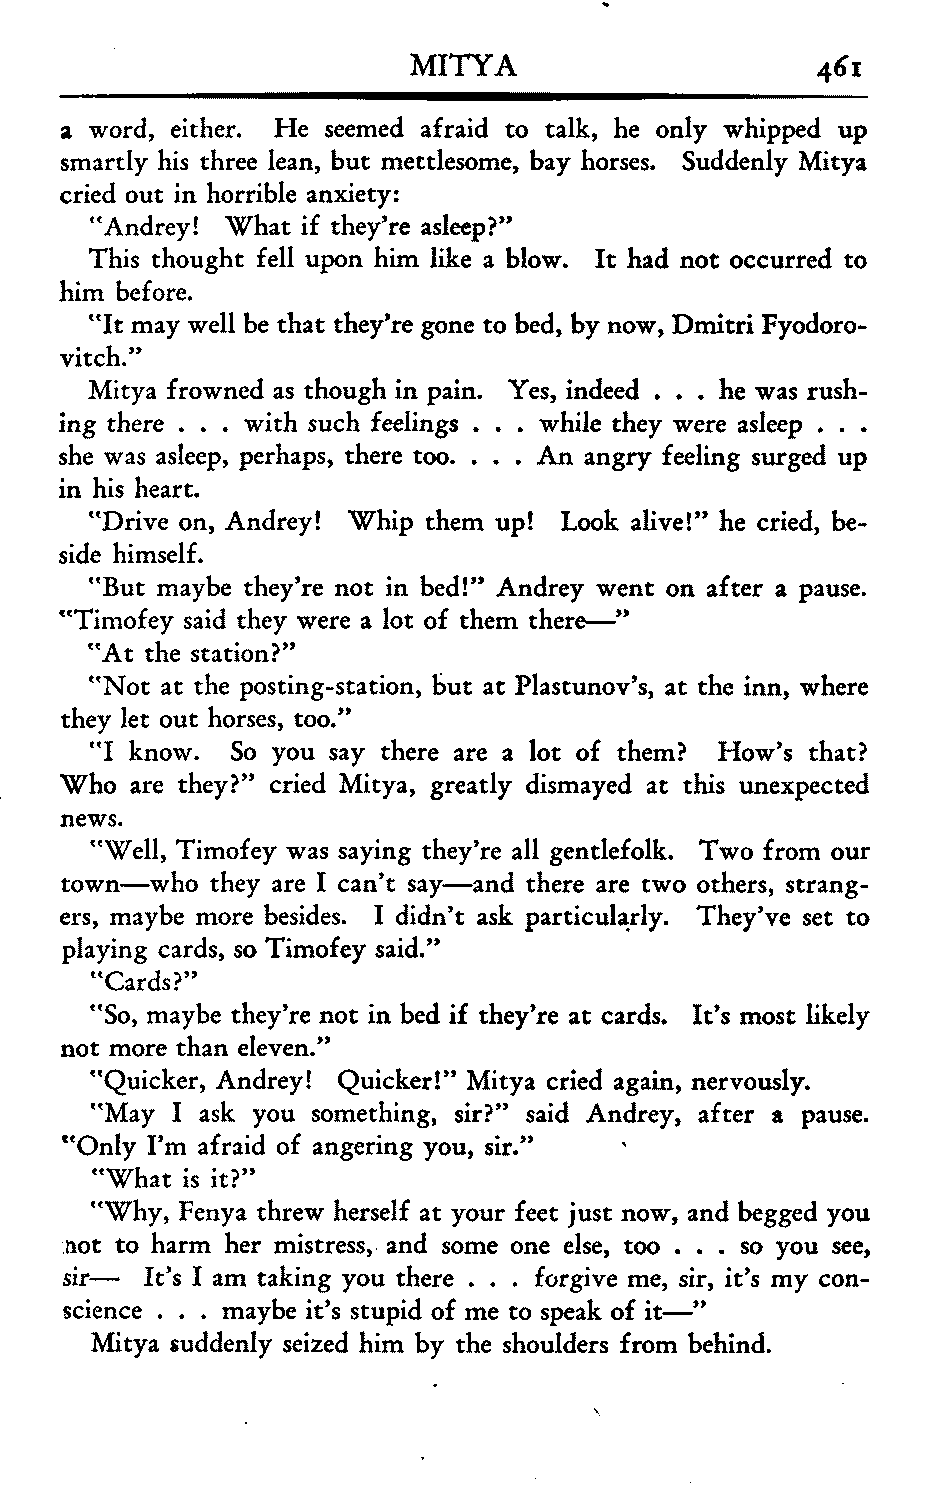 MITYA 461
a word, either. He seemed afraid to talk, he only whipped up
smartly his three lean, but mettlesome, bay horses. Suddenly Mitya
cried out in horrible anxiety:
"Andrey! What if they're asleep?"
This thought fell upon him like a blow. It had not occurred to
him before.
"It may well be that they're gone to bed, by now, Dmitri Fyodoro-
vitch."
Mitya frowned as though in pain. Yes, indeed . . . he was rush-
ing there . . . with such feelings . . . while they were asleep . . .
she was asleep, perhaps, there too. . . . An angry feeling surged up
in his heart.
"Drive on, Andrey! Whip them up! Look alive!" he cried, be-
side himself.
"But maybe they're not in bed!" Andrey went on after a pause.
"Timofey said they were a lot of them there—"
"At the station?"
"Not at the posting-station, but at Plastunov's, at the inn, where
they let out horses, too."
"I know. So you say there are a lot of them? How's that?
Who are they?" cried Mitya, greatly dismayed at this unexpected
news.
"Well, Timofey was saying they're all gentlefolk. Two from our
town—who they are I can't say—and there are two others, strang-
ers, maybe more besides. I didn't ask particularly. They've set to
playing cards, so Timofey said."
"Cards?"
"So, maybe they're not in bed if they're at cards. It's most likely
not more than eleven."
"Quicker, Andrey! Quicker!" Mitya cried again, nervously.
"May I ask you something, sir?" said Andrey, after a pause.
"Only I'm afraid of angering you, sir."
"What is it?"
"Why, Fenya threw herself at your feet just now, and begged you
not to harm her mistress, and some one else, too . . . so you see,
sir— It's I am taking you there . . . forgive me, sir, it's my con-
science . . . maybe it's stupid of me to speak of it—"
Mitya suddenly seized him by the shoulders from behind.